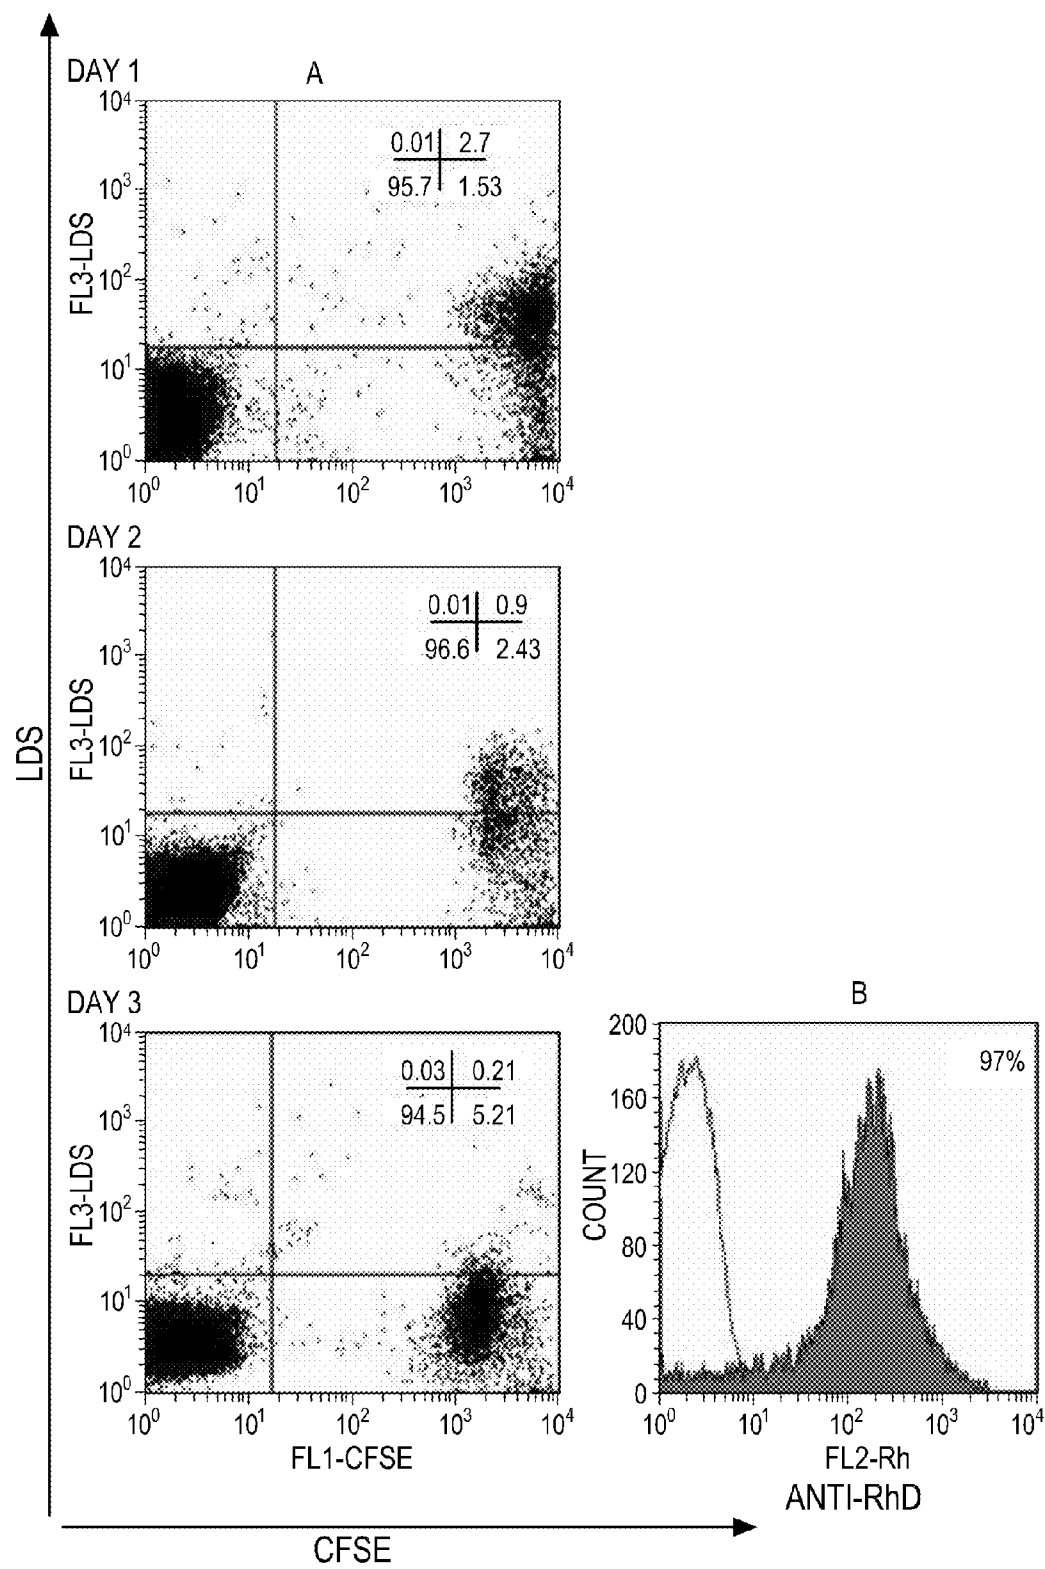 DAY 1
A
10⁴
0.01 2.7
95.7 1.53
10³
10²
10¹
10⁰
FL3-LDS
10⁰ 10¹ 10² 10³ 10⁴
DAY 2
10⁴
0.01 0.9
96.6 2.43
10³
10²
10¹
10⁰
FL3-LDS
LDS
10⁰ 10¹ 10² 10³ 10⁴
DAY 3
10⁴
0.03 0.21
94.5 5.21
10³
10²
10¹
10⁰
FL3-LDS
10⁰ 10¹ 10² 10³ 10⁴
FL1-CFSE
B
200
97%
160
120
80
40
0
COUNT
10⁰ 10¹ 10² 10³ 10⁴
FL2-Rh
ANTI-RhD
CFSE